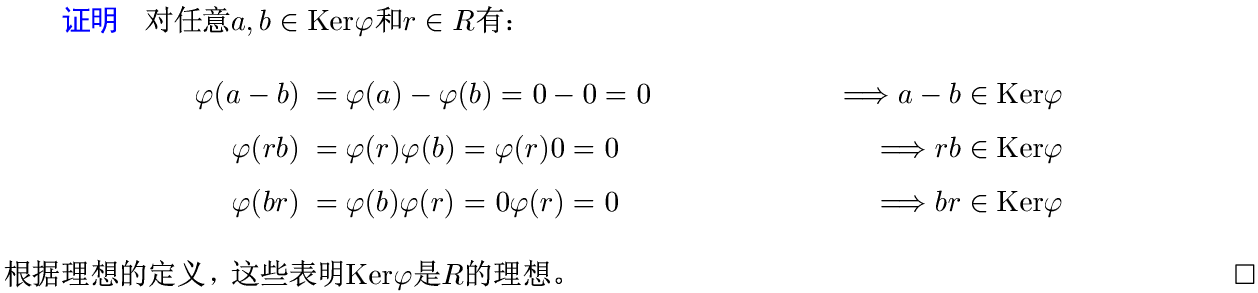 证明 对任意a, b ∈ Kerφ和r ∈ R有：
φ(a − b) = φ(a) − φ(b) = 0 − 0 = 0 ⟹ a − b ∈ Kerφ
φ(rb) = φ(r)φ(b) = φ(r)0 = 0 ⟹ rb ∈ Kerφ
φ(br) = φ(b)φ(r) = 0φ(r) = 0 ⟹ br ∈ Kerφ
根据理想的定义，这些表明Kerφ是R的理想。 □